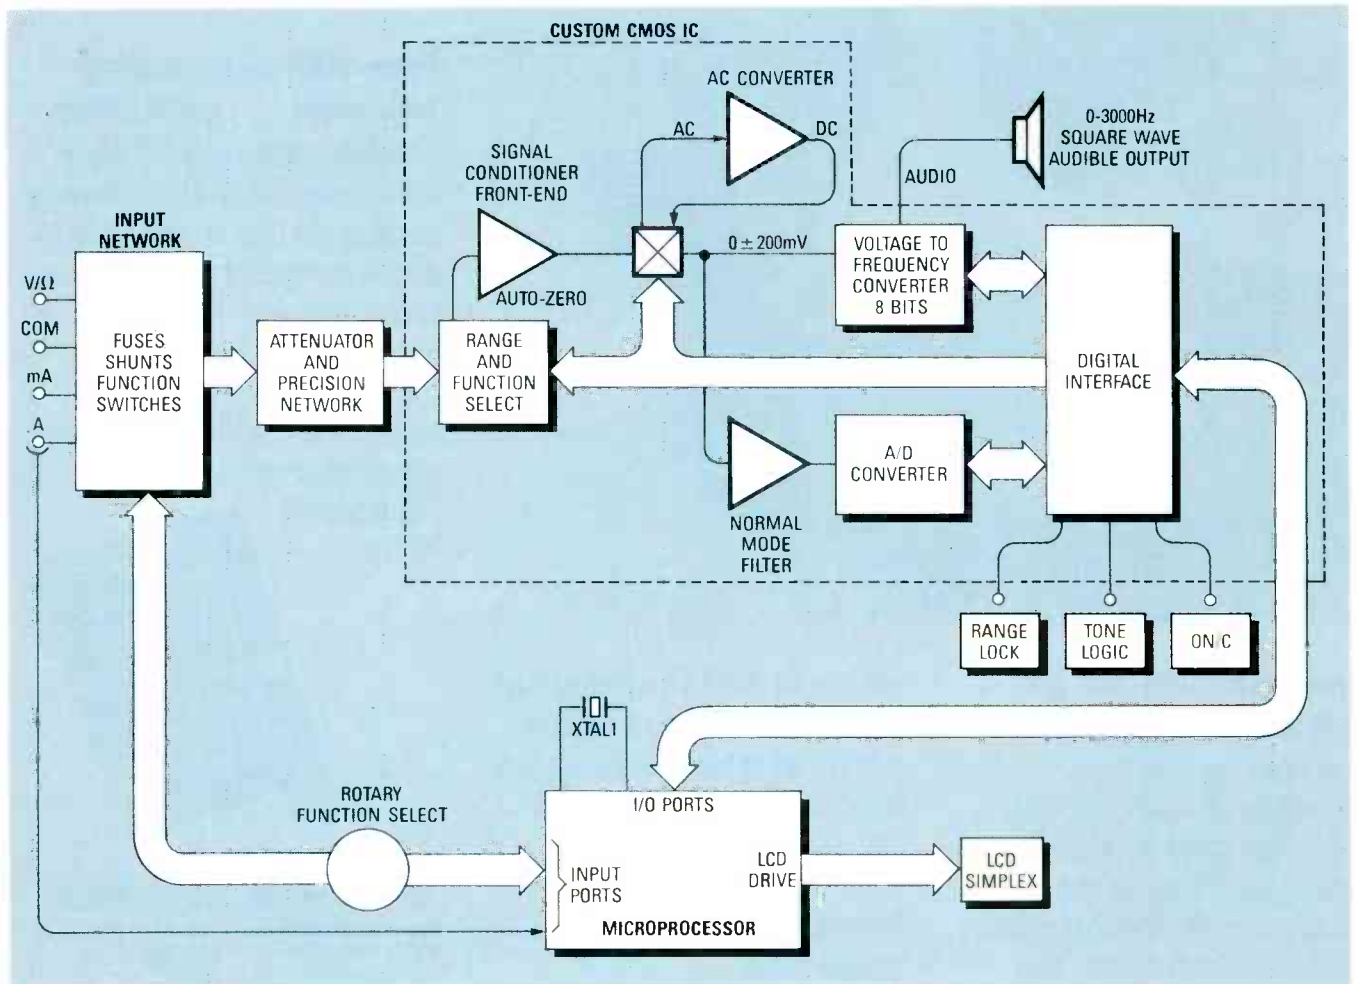 CUSTOM CMOS IC
AC CONVERTER
AC
DC
0-3000Hz
SQUARE WAVE
AUDIBLE OUTPUT
AUDIO
SIGNAL
CONDITIONER
FRONT-END
AUTO-ZERO
INPUT
NETWORK
V/Ω
COM
mA
A
FUSES
SHUNTS
FUNCTION
SWITCHES
ATTENUATOR
AND
PRECISION
NETWORK
RANGE
AND
FUNCTION
SELECT
0 ± 200mV
VOLTAGE TO
FREQUENCY
CONVERTER
8 BITS
DIGITAL
INTERFACE
A/D
CONVERTER
NORMAL
MODE
FILTER
RANGE
LOCK
TONE
LOGIC
ON/C
XTAL1
ROTARY
FUNCTION SELECT
I/O PORTS
INPUT
PORTS
LCD
DRIVE
MICROPROCESSOR
LCD
SIMPLEX